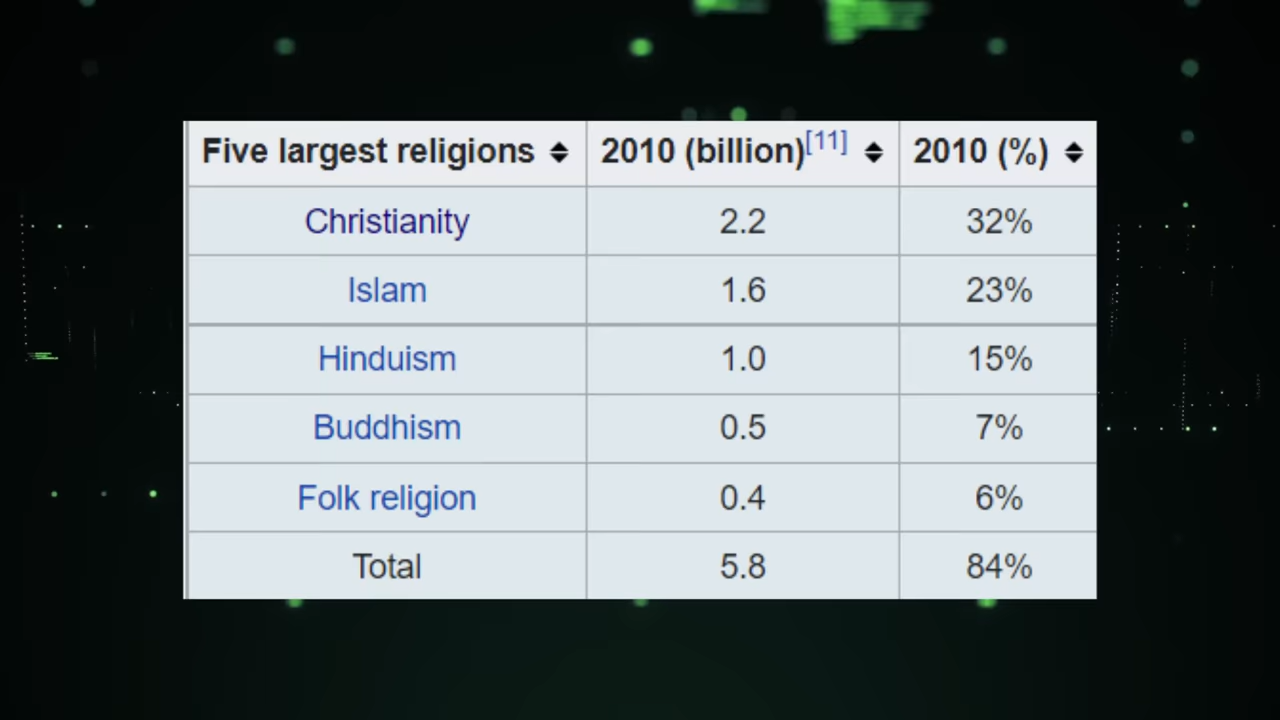 Five largest religions 2010 (billion)[11] 2010 (%)
Christianity 2.2 32%
Islam 1.6 23%
Hinduism 1.0 15%
Buddhism 0.5 7%
Folk religion 0.4 6%
Total 5.8 84%